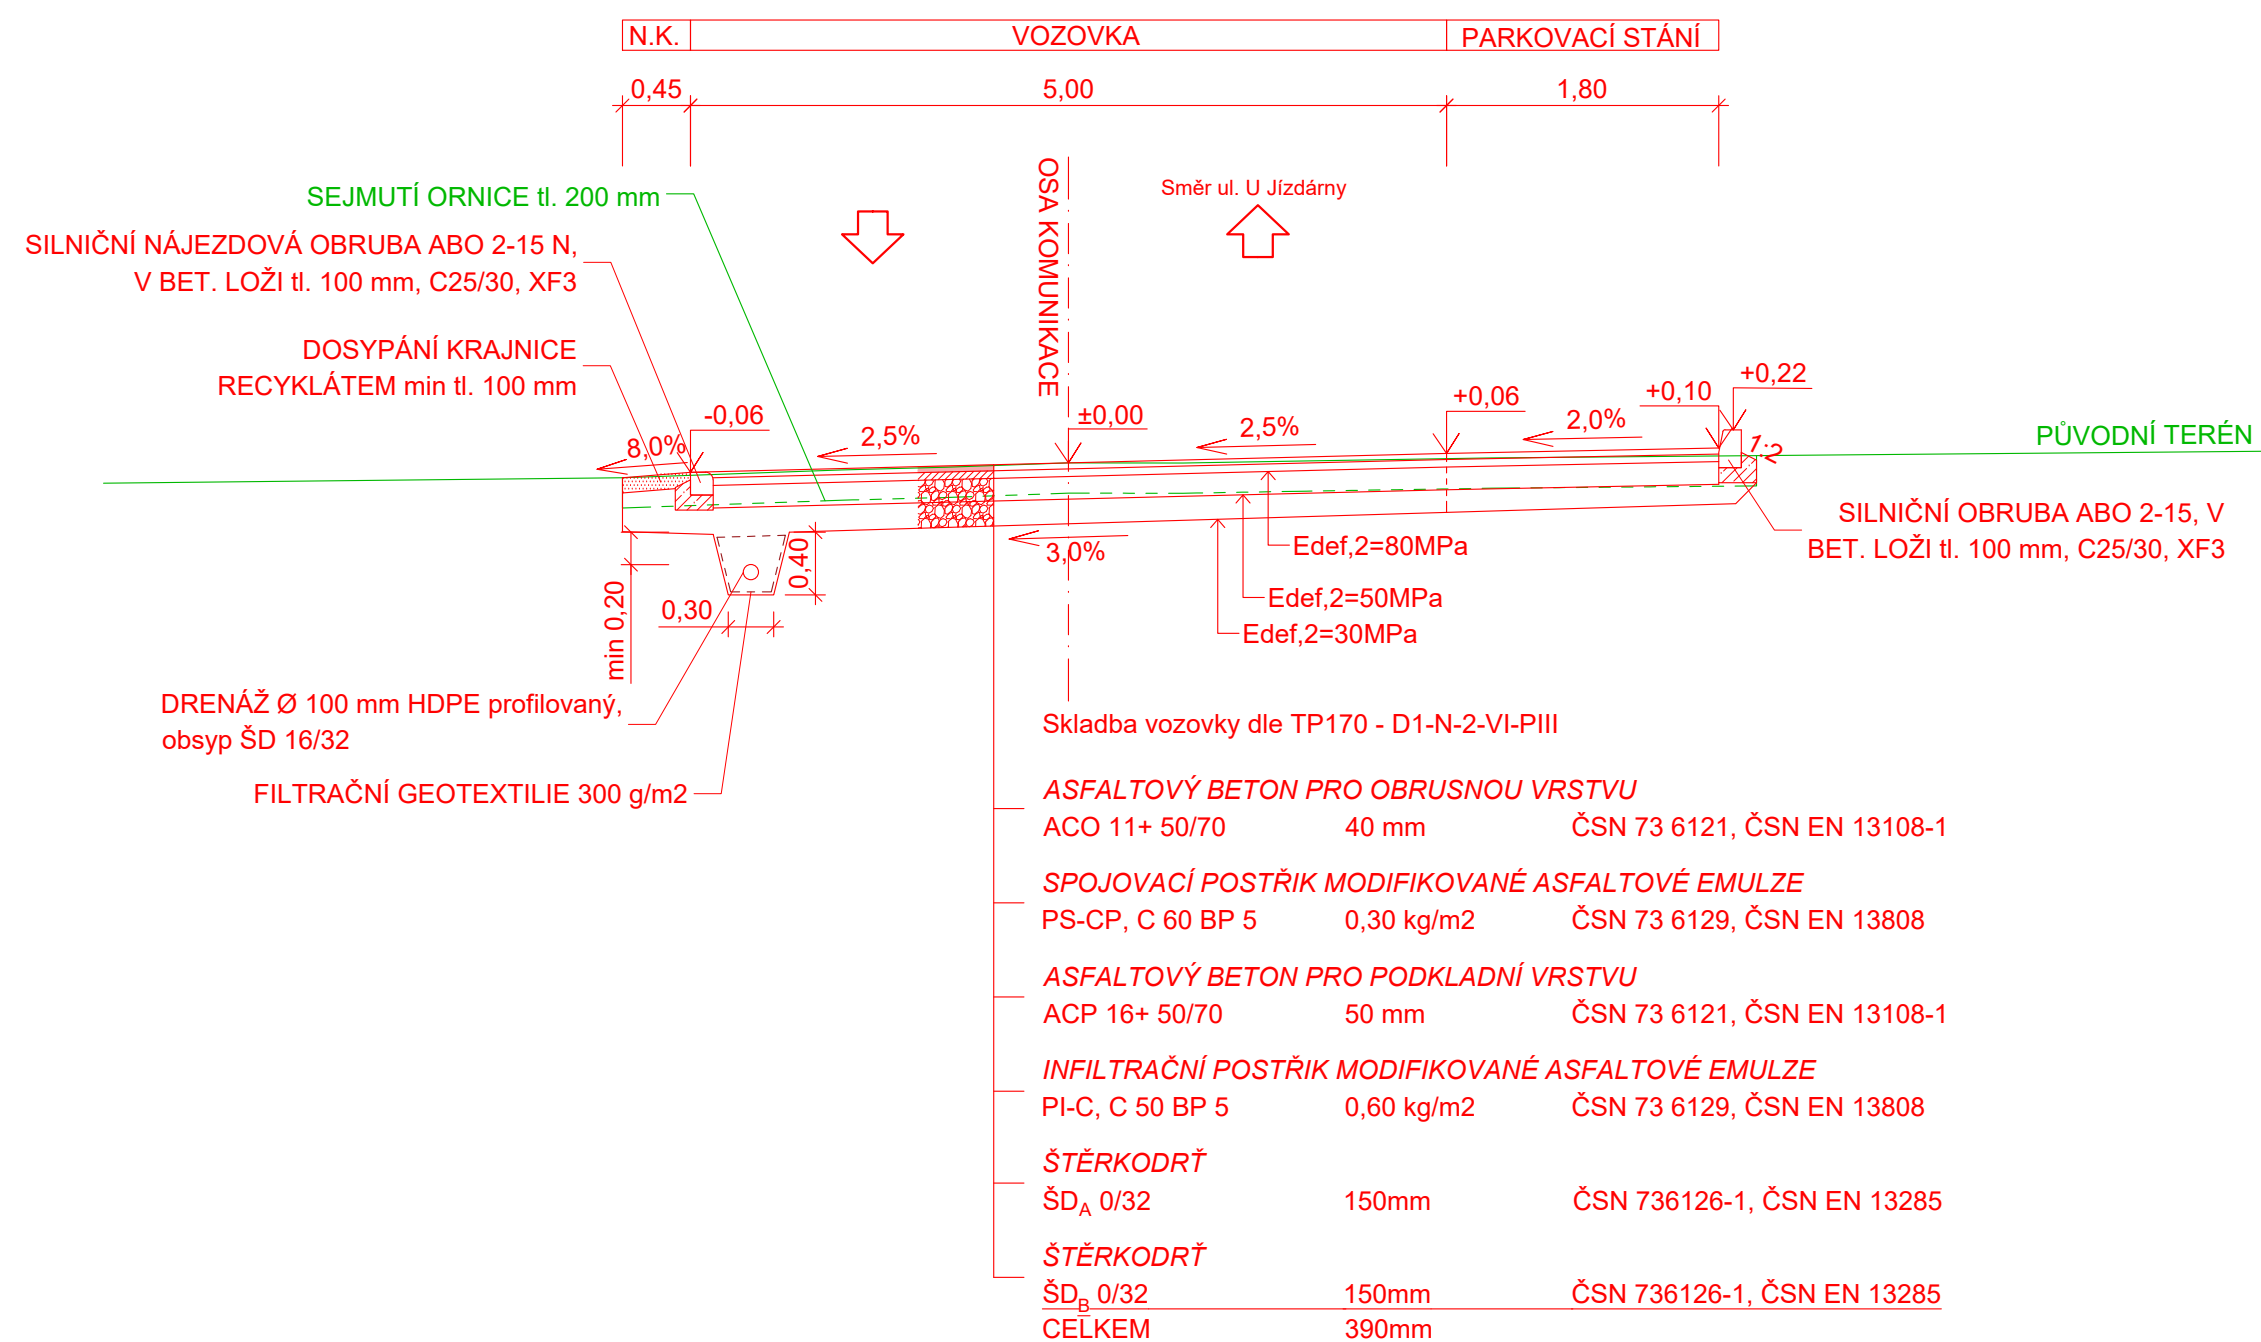 N.K. VOZOVKA PARKOVACÍ STÁNÍ
0,45 5,00 1,80
OSA KOMUNIKACE
Směr ul. U Jízdárny
SEJMUTÍ ORNICE tl. 200 mm
SILNIČNÍ NÁJEZDOVÁ OBRUBA ABO 2-15 N,
V BET. LOŽI tl. 100 mm, C25/30, XF3
DOSYPÁNÍ KRAJNICE
RECYKLÁTEM min tl. 100 mm
-0,06
±0,00
+0,06
+0,10
+0,22
8,0%
2,5%
2,5%
2,0%
1:2
PŮVODNÍ TERÉN
SILNIČNÍ OBRUBA ABO 2-15, V
BET. LOŽI tl. 100 mm, C25/30, XF3
3,0%
Edef,2=80MPa
Edef,2=50MPa
Edef,2=30MPa
min 0,20
0,30
0,40
DRENÁŽ Ø 100 mm HDPE profilovaný,
obsyp ŠD 16/32
FILTRAČNÍ GEOTEXTILIE 300 g/m2
Skladba vozovky dle TP170 - D1-N-2-VI-PIII
ASFALTOVÝ BETON PRO OBRUSNOU VRSTVU
ACO 11+ 50/70 40 mm ČSN 73 6121, ČSN EN 13108-1
SPOJOVACÍ POSTŘIK MODIFIKOVANÉ ASFALTOVÉ EMULZE
PS-CP, C 60 BP 5 0,30 kg/m2 ČSN 73 6129, ČSN EN 13808
ASFALTOVÝ BETON PRO PODKLADNÍ VRSTVU
ACP 16+ 50/70 50 mm ČSN 73 6121, ČSN EN 13108-1
INFILTRAČNÍ POSTŘIK MODIFIKOVANÉ ASFALTOVÉ EMULZE
PI-C, C 50 BP 5 0,60 kg/m2 ČSN 73 6129, ČSN EN 13808
ŠTĚRKODRŤ
ŠDA 0/32 150mm ČSN 736126-1, ČSN EN 13285
ŠTĚRKODRŤ
ŠDB 0/32 150mm ČSN 736126-1, ČSN EN 13285
CELKEM 390mm